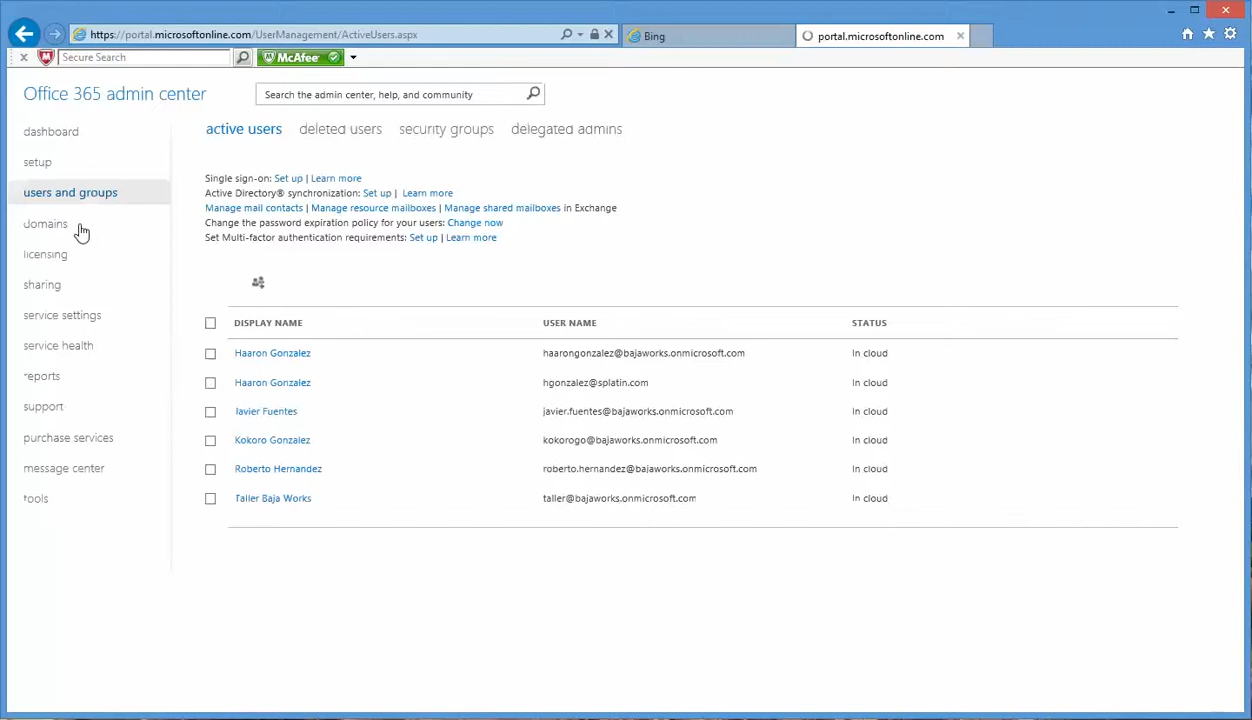 https://portal.microsoftonline.com/UserManagement/ActiveUsers.aspx
Bing
portal.microsoftonline.com
Secure Search
McAfee
Office 365 admin center
Search the admin center, help, and community
dashboard
setup
users and groups
domains
licensing
sharing
service settings
service health
reports
support
purchase services
message center
tools
active users deleted users security groups delegated admins
Single sign-on: Set up | Learn more
Active Directory® synchronization: Set up | Learn more
Manage mail contacts | Manage resource mailboxes | Manage shared mailboxes in Exchange
Change the password expiration policy for your users: Change now
Set Multi-factor authentication requirements: Set up | Learn more
DISPLAY NAME USER NAME STATUS
Haaron Gonzalez haarongonzalez@bajaworks.onmicrosoft.com In cloud
Haaron Gonzalez hgonzalez@splatin.com In cloud
Javier Fuentes javier.fuentes@bajaworks.onmicrosoft.com In cloud
Kokoro Gonzalez kokorogo@bajaworks.onmicrosoft.com In cloud
Roberto Hernandez roberto.hernandez@bajaworks.onmicrosoft.com In cloud
Taller Baja Works taller@bajaworks.onmicrosoft.com In cloud